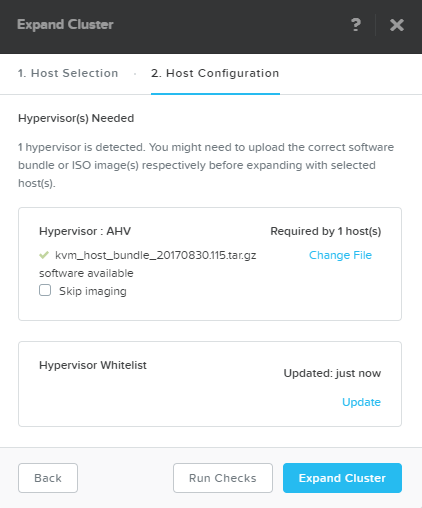 Expand Cluster ? ×
1. Host Selection · 2. Host Configuration
Hypervisor(s) Needed
1 hypervisor is detected. You might need to upload the correct software
bundle or ISO image(s) respectively before expanding with selected
host(s).
Hypervisor : AHV Required by 1 host(s)
✓ kvm_host_bundle_20170830.115.tar.gz Change File
software available
Skip imaging
Hypervisor Whitelist
Updated: just now
Update
Back Run Checks Expand Cluster